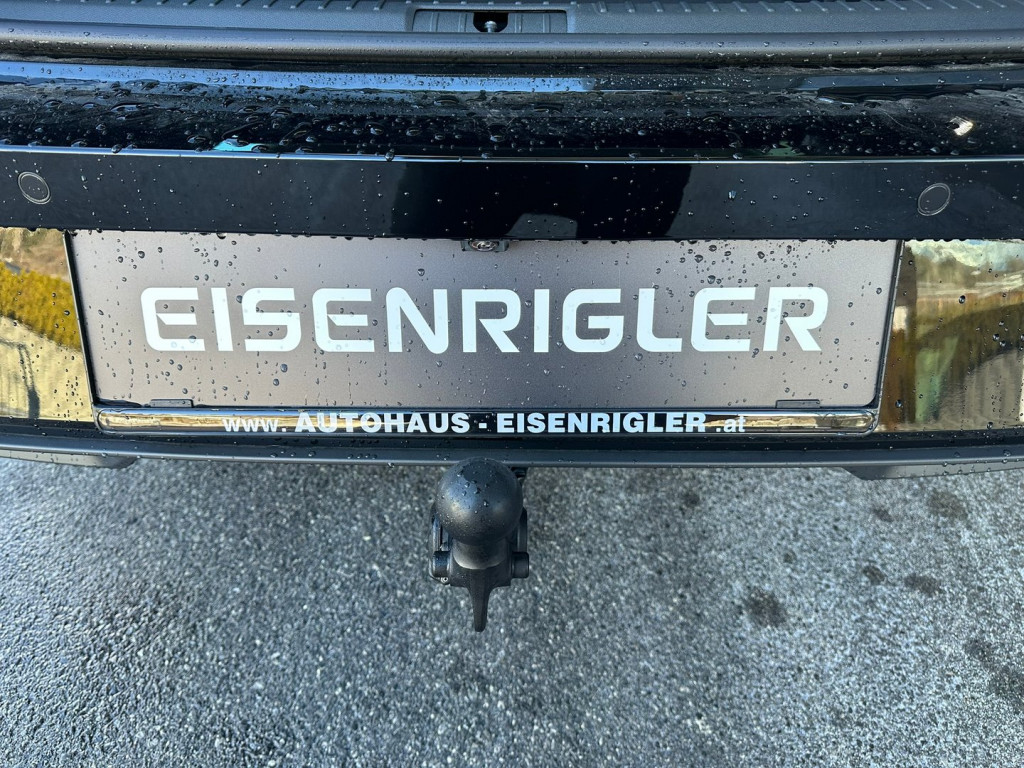 EISENRIGLER
www. AUTOHAUS - EISENRIGLER .at